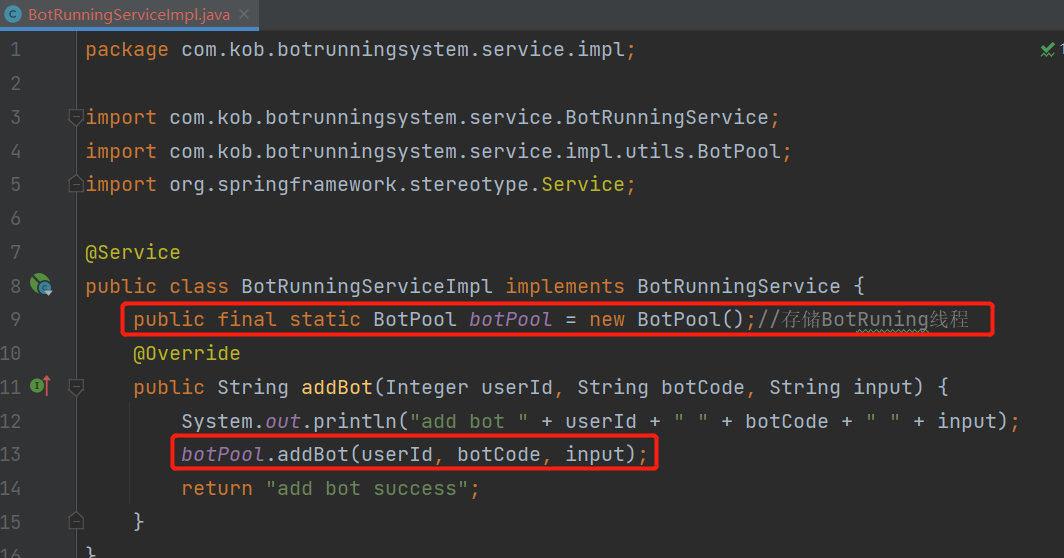 BotRunningServiceImpl.java
1 package com.kob.botrunningsystem.service.impl;
2
3 import com.kob.botrunningsystem.service.BotRunningService;
4 import com.kob.botrunningsystem.service.impl.utils.BotPool;
5 import org.springframework.stereotype.Service;
6
7 @Service
8 public class BotRunningServiceImpl implements BotRunningService {
9 public final static BotPool botPool = new BotPool();//存储BotRuning线程
10 @Override
11 public String addBot(Integer userId, String botCode, String input) {
12 System.out.println("add bot " + userId + " " + botCode + " " + input);
13 botPool.addBot(userId, botCode, input);
14 return "add bot success";
15 }
16 }